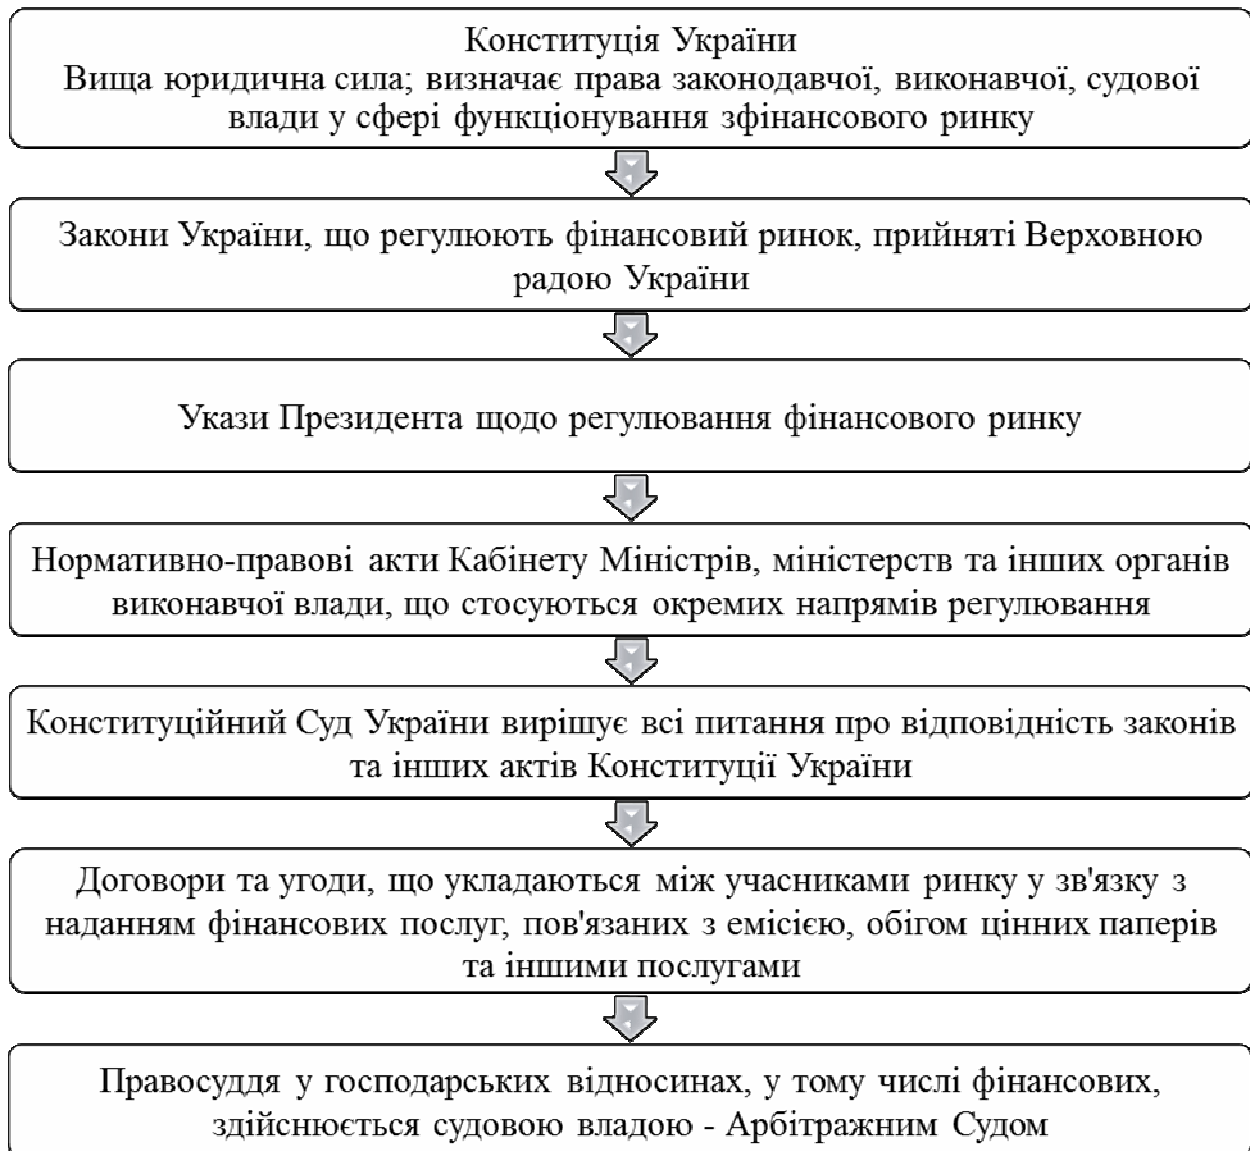 Конституція України
Вища юридична сила; визначає права законодавчої, виконавчої, судової
влади у сфері функціонування зфінансового ринку
Закони України, що регулюють фінансовий ринок, прийняті Верховною
радою України
Укази Президента щодо регулювання фінансового ринку
Нормативно-правові акти Кабінету Міністрів, міністерств та інших органів
виконавчої влади, що стосуються окремих напрямів регулювання
Конституційний Суд України вирішує всі питання про відповідність законів
та інших актів Конституції України
Договори та угоди, що укладаються між учасниками ринку у зв'язку з
наданням фінансових послуг, пов'язаних з емісією, обігом цінних паперів
та іншими послугами
Правосуддя у господарських відносинах, у тому числі фінансових,
здійснюється судовою владою - Арбітражним Судом